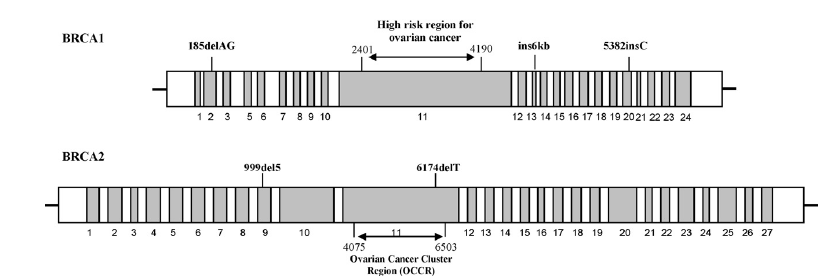 High risk region for
ovarian cancer
BRCA1
185delAG
2401
4190
ins6kb
5382insC
1 2 3 5 6 7 8 9 10 11 12 13 14 15 16 17 18 19 20 21 22 23 24
BRCA2
999del5
6174delT
1 2 3 4 5 6 7 8 9 10 11 12 13 14 15 16 17 18 19 20 21 22 23 24 25 26 27
4075
6503
Ovarian Cancer Cluster
Region (OCCR)